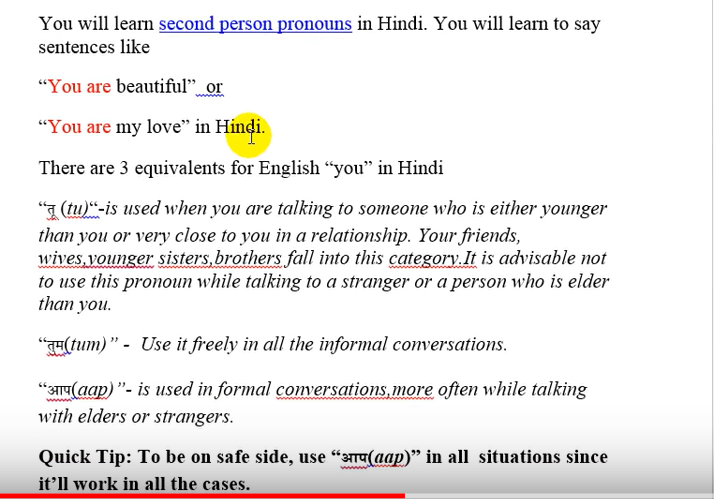 You will learn second person pronouns in Hindi. You will learn to say
sentences like
“You are beautiful” or
“You are my love” in Hindi.
There are 3 equivalents for English “you” in Hindi
“तू (tu)“-is used when you are talking to someone who is either younger
than you or very close to you in a relationship. Your friends,
wives,younger sisters,brothers fall into this category.It is advisable not
to use this pronoun while talking to a stranger or a person who is elder
than you.
“तुम(tum)” - Use it freely in all the informal conversations.
“आप(aap)”- is used in formal conversations,more often while talking
with elders or strangers.
Quick Tip: To be on safe side, use “आप(aap)” in all situations since
it’ll work in all the cases.